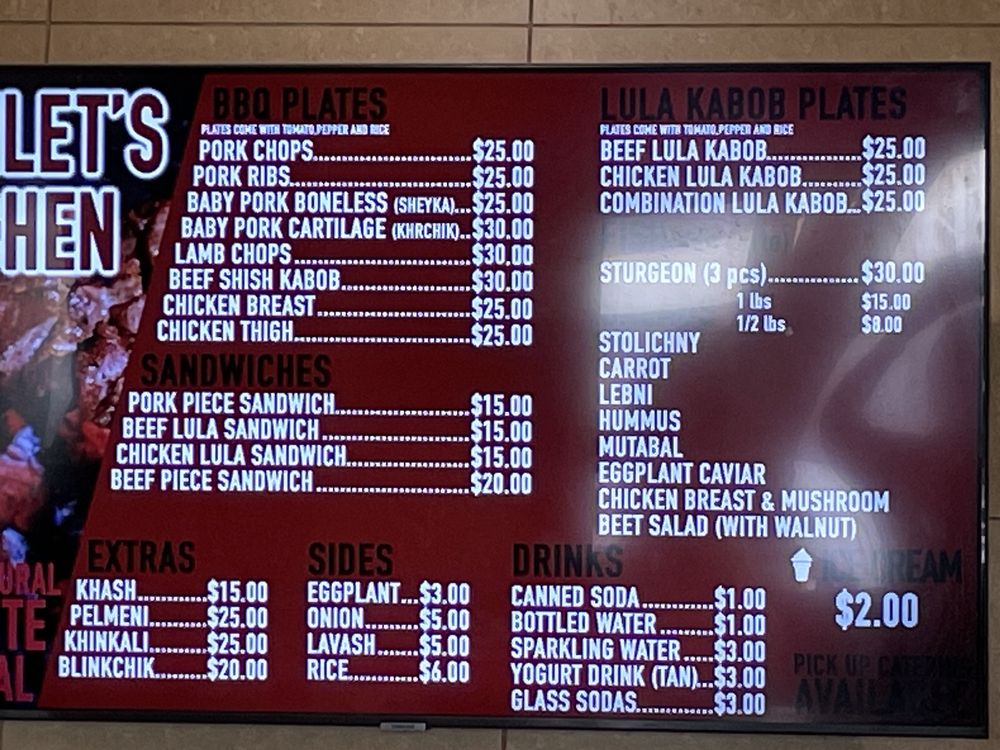 LET'S
HEN
BBQ PLATES
PLATES COME WITH TOMATO,PEPPER AND RICE
PORK CHOPS..............................$25.00
PORK RIBS..................................$25.00
BABY PORK BONELESS (SHEYKA)...$25.00
BABY PORK CARTILAGE (KHRCHIK)..$30.00
LAMB CHOPS..................................$30.00
BEEF SHISH KABOB.........................$30.00
CHICKEN BREAST............................$25.00
CHICKEN THIGH................................$25.00
SANDWICHES
PORK PIECE SANDWICH.........................$15.00
BEEF LULA SANDWICH............................$15.00
CHICKEN LULA SANDWICH.......................$15.00
BEEF PIECE SANDWICH............................$20.00
LULA KABOB PLATES
PLATES COME WITH TOMATO,PEPPER AND RICE
BEEF LULA KABOB.................$25.00
CHICKEN LULA KABOB...........$25.00
COMBINATION LULA KABOB...$25.00
STURGEON (3 pcs)..................$30.00
1 lbs $15.00
1/2 lbs $8.00
STOLICHNY
CARROT
LEBNI
HUMMUS
MUTABAL
EGGPLANT CAVIAR
CHICKEN BREAST & MUSHROOM
BEET SALAD (WITH WALNUT)
EXTRAS
KHASH.............$15.00
PELMENI..........$25.00
KHINKALI.........$25.00
BLINKCHIK.........$20.00
SIDES
EGGPLANT...$3.00
ONION.........$5.00
LAVASH.......$5.00
RICE............$6.00
DRINKS
CANNED SODA............$1.00
BOTTLED WATER.........$1.00
SPARKLING WATER.....$3.00
YOGURT DRINK (TAN)...$3.00
GLASS SODAS.............$3.00
ICE CREAM
$2.00
PICK UP CATERING
AVAILABLE
URAL
TE
AL